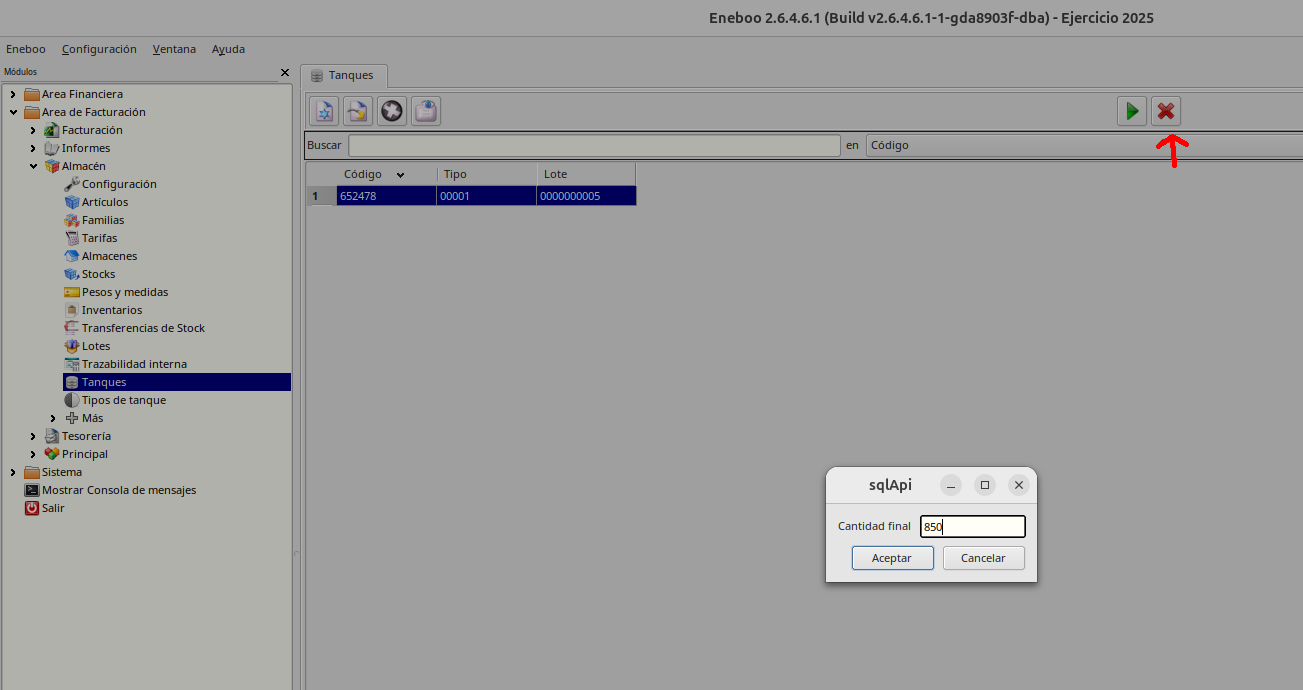 Eneboo 2.6.4.6.1 (Build v2.6.4.6.1-1-gda8903f-dba) - Ejercicio 2025
Eneboo Configuración Ventana Ayuda
Módulos
Area Financiera
Area de Facturación
Facturación
Informes
Almacén
Configuración
Artículos
Familias
Tarifas
Almacenes
Stocks
Pesos y medidas
Inventarios
Transferencias de Stock
Lotes
Trazabilidad interna
Tanques
Tipos de tanque
Más
Tesorería
Principal
Sistema
Mostrar Consola de mensajes
Salir
Tanques
Buscar en Código
Código Tipo Lote
1 652478 00001 0000000005
sqlApi
Cantidad final 850
Aceptar Cancelar